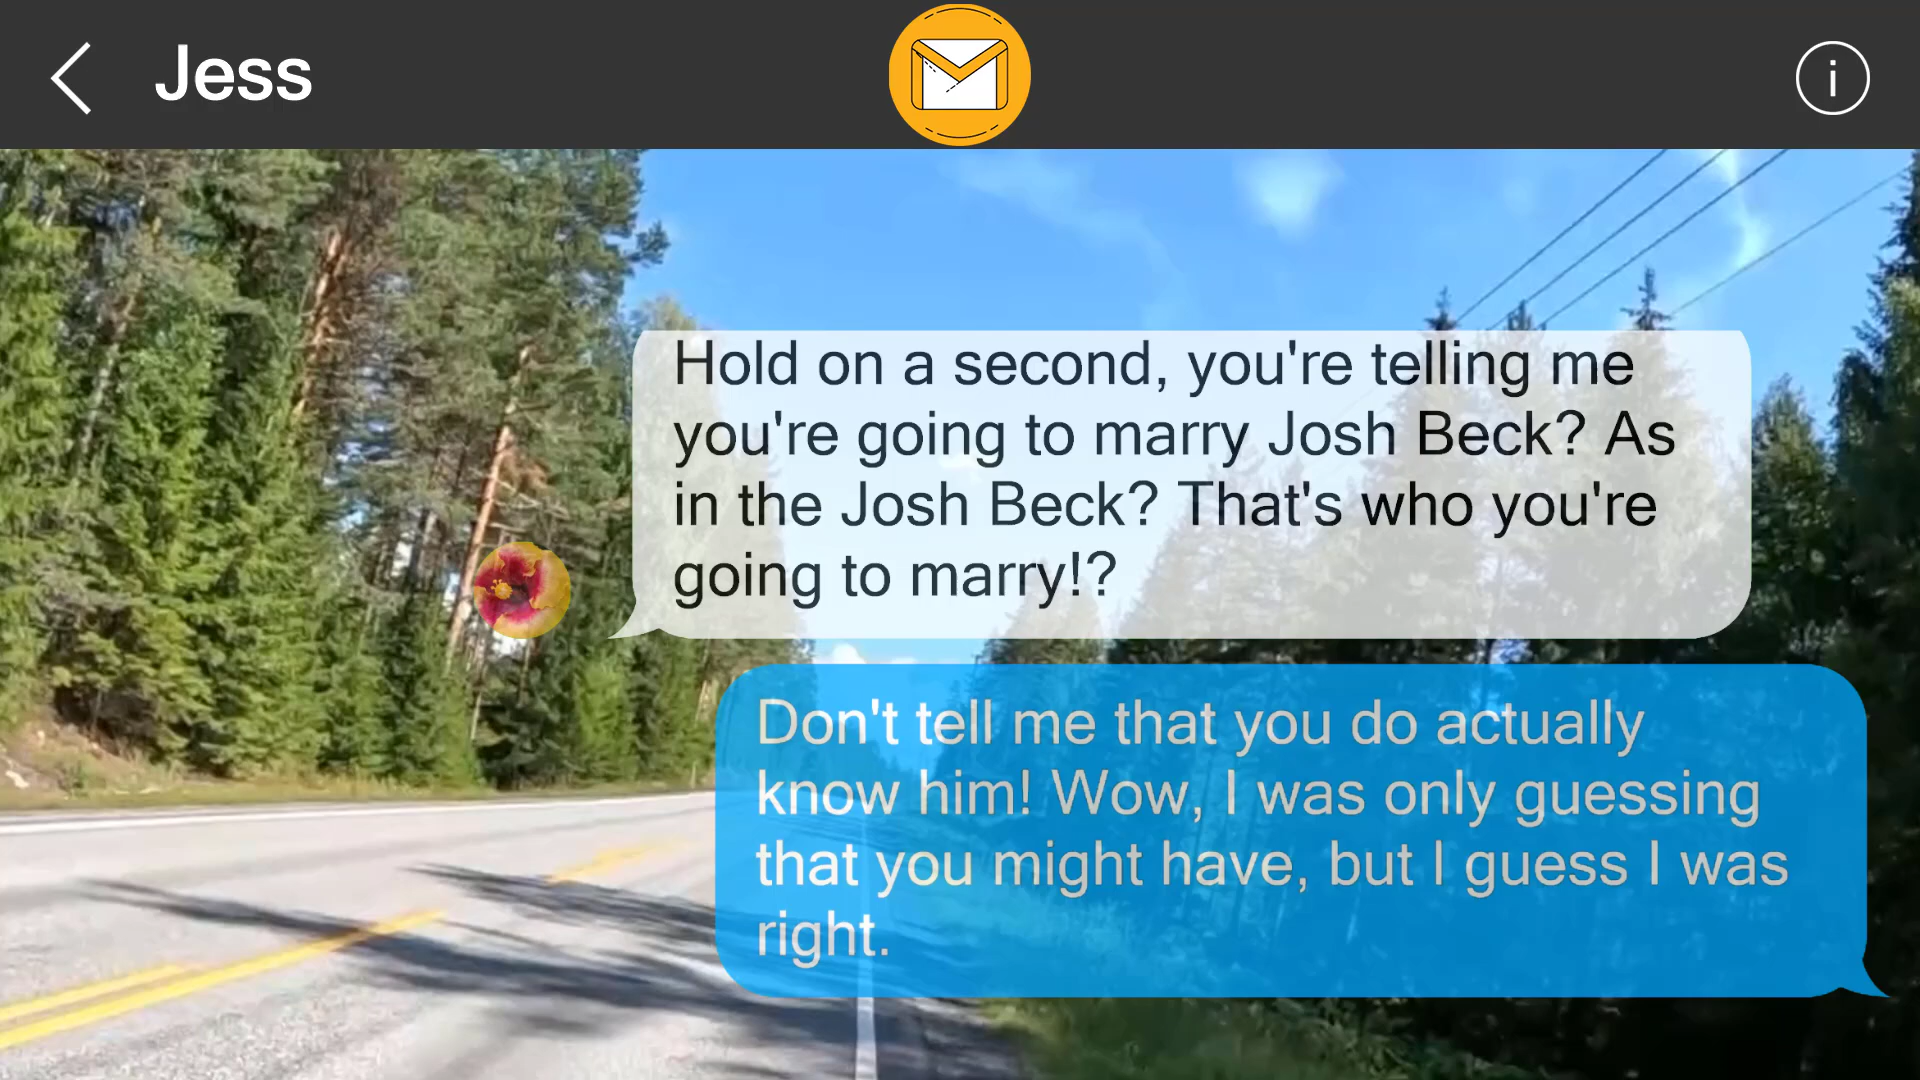 Jess
i
Hold on a second, you're telling me
you're going to marry Josh Beck? As
in the Josh Beck? That's who you're
going to marry!?
Don't tell me that you do actually
know him! Wow, I was only guessing
that you might have, but I guess I was
right.